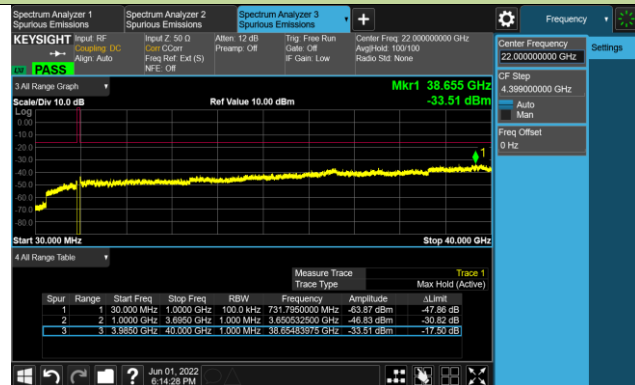 Spectrum Analyzer 1
Spurious Emissions
Spectrum Analyzer 2
Spurious Emissions
Spectrum Analyzer 3
Spurious Emissions
Frequency
KEYSIGHT
Input: RF
Coupling: DC
Align: Auto
Input Z: 50 Ω
Corr CCorr
Freq Ref: Ext (S)
NFE: Off
Atten: 12 dB
Preamp: Off
Trig: Free Run
Gate: Off
IF Gain: Low
Center Freq: 22.000000000 GHz
Avg|Hold: 100/100
Radio Std: None
PASS
Center Frequency
22.000000000 GHz
Settings
CF Step
4.399000000 GHz
Auto
Man
Freq Offset
0 Hz
3 All Range Graph
Mkr1 38.655 GHz
-33.51 dBm
Scale/Div 10.0 dB
Ref Value 10.00 dBm
Log
0.00
-10.0
-20.0
-30.0
-40.0
-50.0
-60.0
-70.0
-80.0
1
Start 30.000 MHz
Stop 40.000 GHz
4 All Range Table
Measure Trace Trace 1
Trace Type Max Hold (Active)
Spur Range Start Freq Stop Freq RBW Frequency Amplitude ΔLimit
1 1 30.000 MHz 1.0000 GHz 100.0 kHz 731.7950000 MHz -63.87 dBm -47.86 dB
2 2 1.0000 GHz 3.6950 GHz 1.000 MHz 3.650532500 GHz -46.83 dBm -30.82 dB
3 3 3.9850 GHz 40.000 GHz 1.000 MHz 38.65483975 GHz -33.51 dBm -17.50 dB
Jun 01, 2022
6:14:28 PM